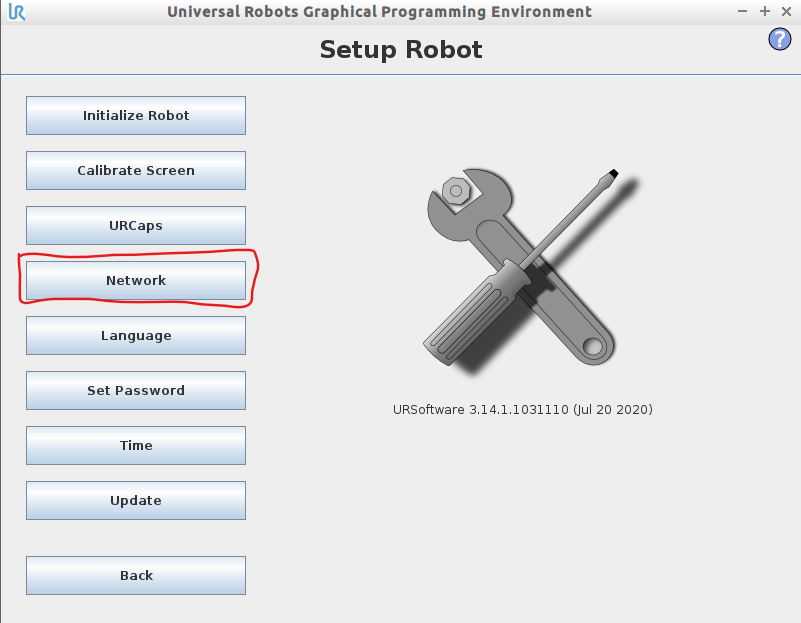 UR
Universal Robots Graphical Programming Environment
Setup Robot
?
Initialize Robot
Calibrate Screen
URCaps
Network
Language
Set Password
Time
Update
Back
URSoftware 3.14.1.1031110 (Jul 20 2020)